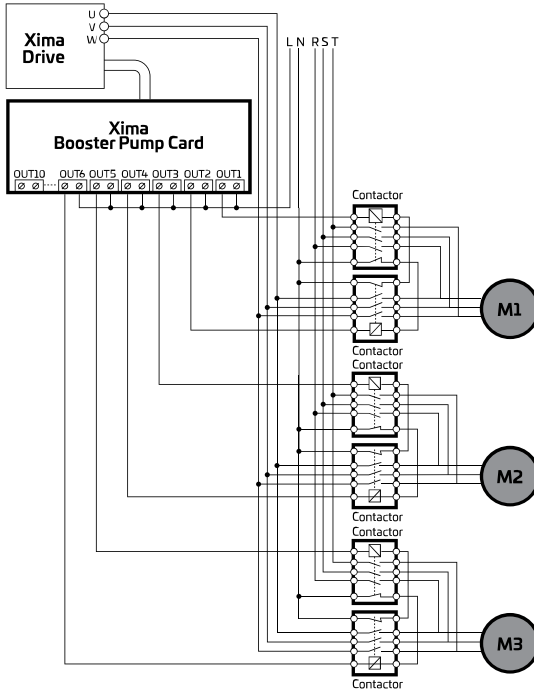 U
V
W
Xima
Drive
L N R S T
Xima
Booster Pump Card
OUT10 OUT6 OUT5 OUT4 OUT3 OUT2 OUT1
Contactor
M1
Contactor
Contactor
M2
Contactor
Contactor
M3
Contactor